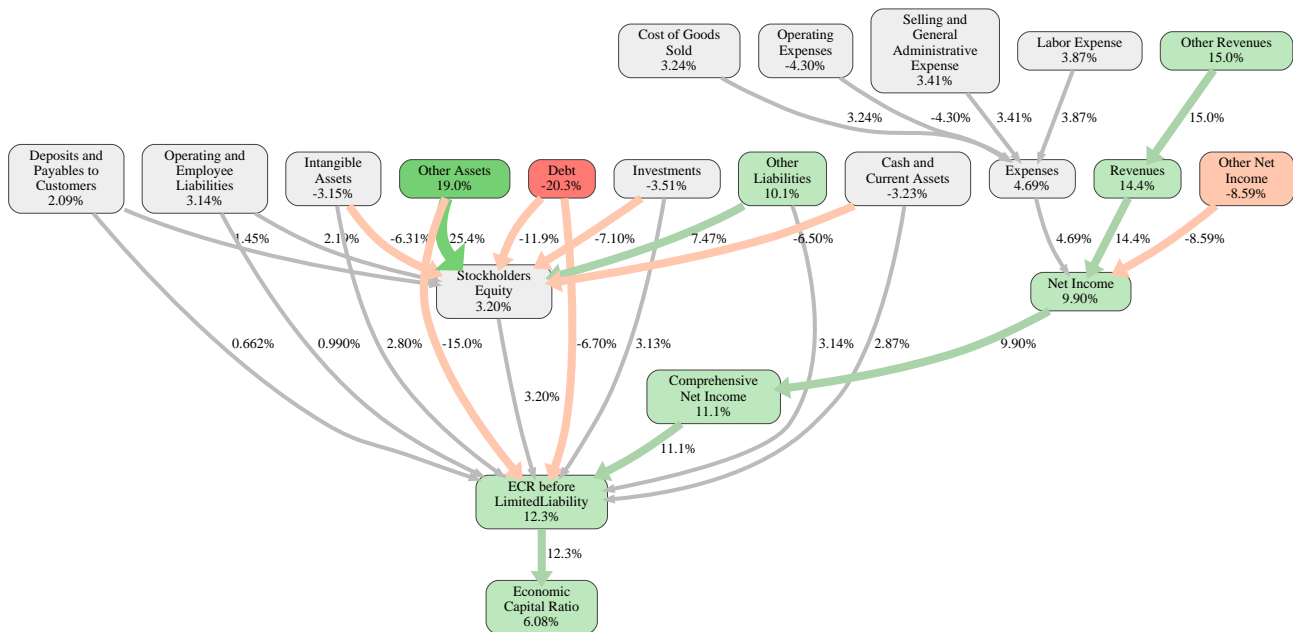 Cost of Goods
Sold
3.24%
Operating
Expenses
-4.30%
Selling and
General
Administrative
Expense
3.41%
Labor Expense
3.87%
Other Revenues
15.0%
3.24%
-4.30%
3.41%
3.87%
15.0%
Deposits and
Payables to
Customers
2.09%
Operating and
Employee
Liabilities
3.14%
Intangible
Assets
-3.15%
Other Assets
19.0%
Debt
-20.3%
Investments
-3.51%
Other
Liabilities
10.1%
Cash and
Current Assets
-3.23%
Expenses
4.69%
Revenues
14.4%
Other Net
Income
-8.59%
1.45%
2.19%
-6.31%
25.4%
-11.9%
-7.10%
7.47%
-6.50%
4.69%
14.4%
-8.59%
Stockholders
Equity
3.20%
Net Income
9.90%
0.662%
0.990%
2.80%
-15.0%
-6.70%
3.13%
3.14%
2.87%
9.90%
3.20%
Comprehensive
Net Income
11.1%
11.1%
ECR before
LimitedLiability
12.3%
12.3%
Economic
Capital Ratio
6.08%